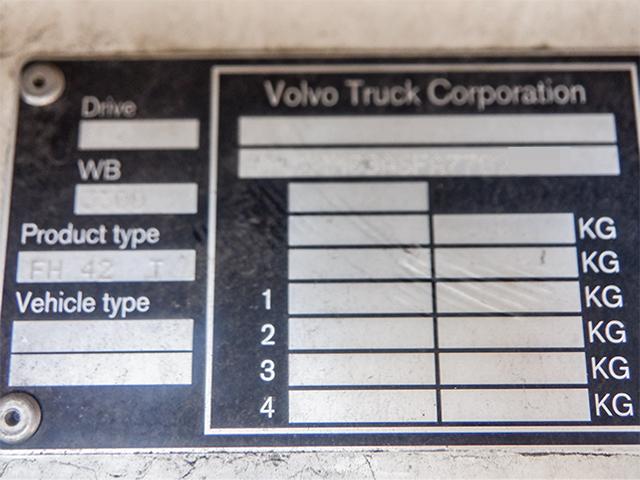 Drive
WB
Product type
FH 42 T
Vehicle type
Volvo Truck Corporation
KG
KG
1 KG
2 KG
3 KG
4 KG